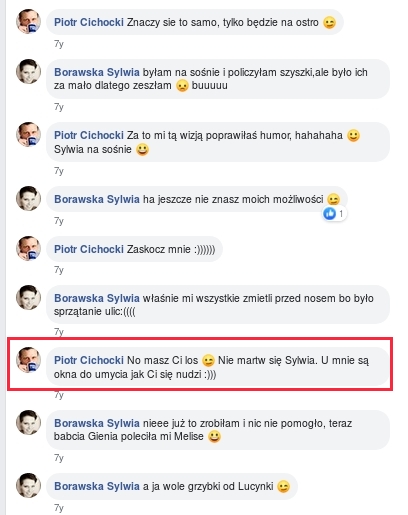 Piotr Cichocki Znaczy sie to samo, tylko będzie na ostro 😉
7y
Borawska Sylwia byłam na sośnie i policzyłam szyszki,ale było ich
za mało dlatego zeszłam 😟 buuuuu
7y
Piotr Cichocki Za to mi tą wizją poprawiłaś humor, hahahaha 😃
Sylwia na sośnie 😃
7y
Borawska Sylwia ha jeszcze nie znasz moich możliwości 😉
1
7y
Piotr Cichocki Zaskocz mnie :))))))
7y
Borawska Sylwia właśnie mi wszystkie zmietli przed nosem bo było
sprzątanie ulic:((((
7y
Piotr Cichocki No masz Ci los 😉 Nie martw się Sylwia. U mnie są
okna do umycia jak Ci się nudzi :)))
7y
Borawska Sylwia nieee już to zrobiłam i nic nie pomogło, teraz
babcia Gienia poleciła mi Melise 😃
7y
Borawska Sylwia a ja wole grzybki od Lucynki 😉
7y